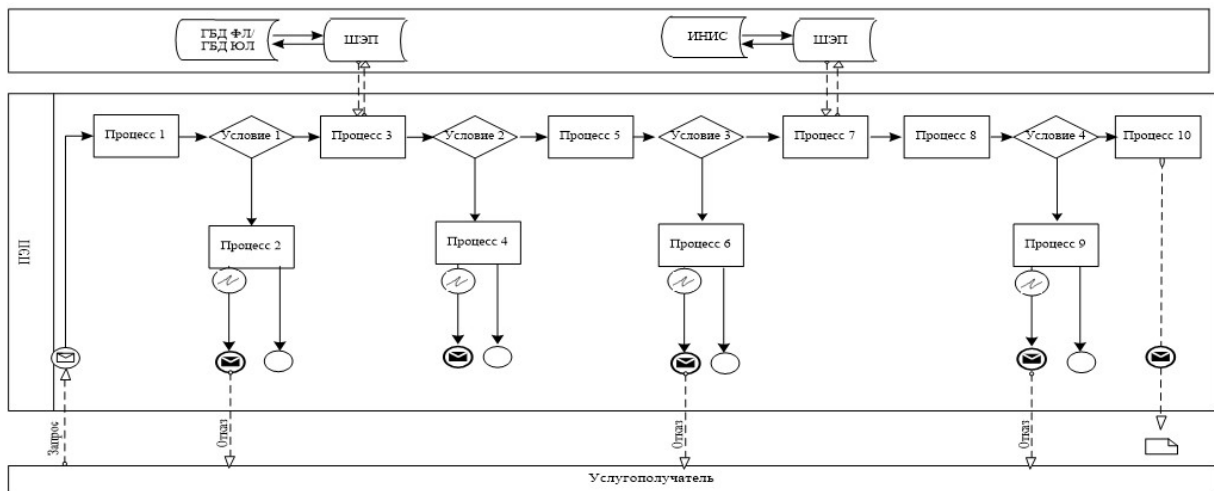 ГБД ФЛ/
ГБД ЮЛ
ШЭП
ИНИС
ШЭП
Процесс 1
Условие 1
Процесс 3
Условие 2
Процесс 5
Условие 3
Процесс 7
Процесс 8
Условие 4
Процесс 10
Процесс 2
Процесс 4
Процесс 6
Процесс 9
ПЭП
Запрос
Отказ
Отказ
Отказ
Услугополучатель